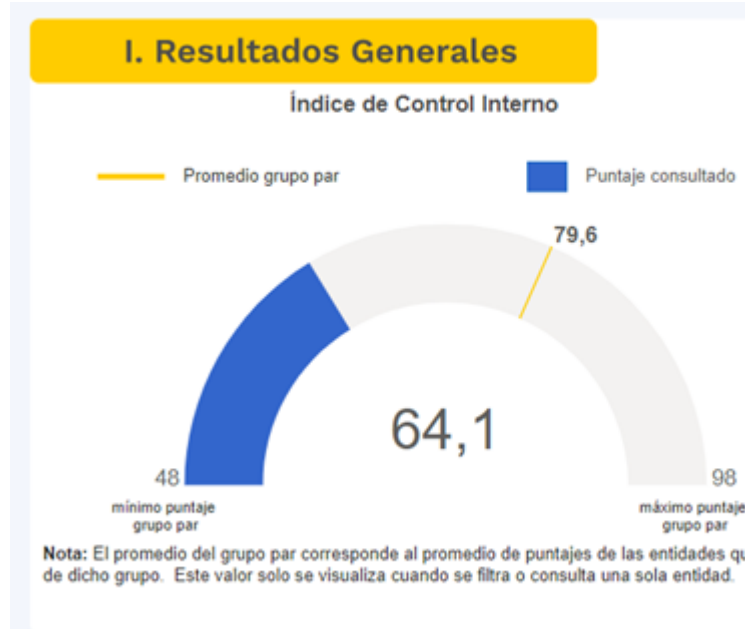 I. Resultados Generales
Índice de Control Interno
Promedio grupo par
Puntaje consultado
79,6
64,1
48
98
mínimo puntaje
grupo par
máximo puntaje
grupo par
Nota: El promedio del grupo par corresponde al promedio de puntajes de las entidades qu
de dicho grupo. Este valor solo se visualiza cuando se filtra o consulta una sola entidad.